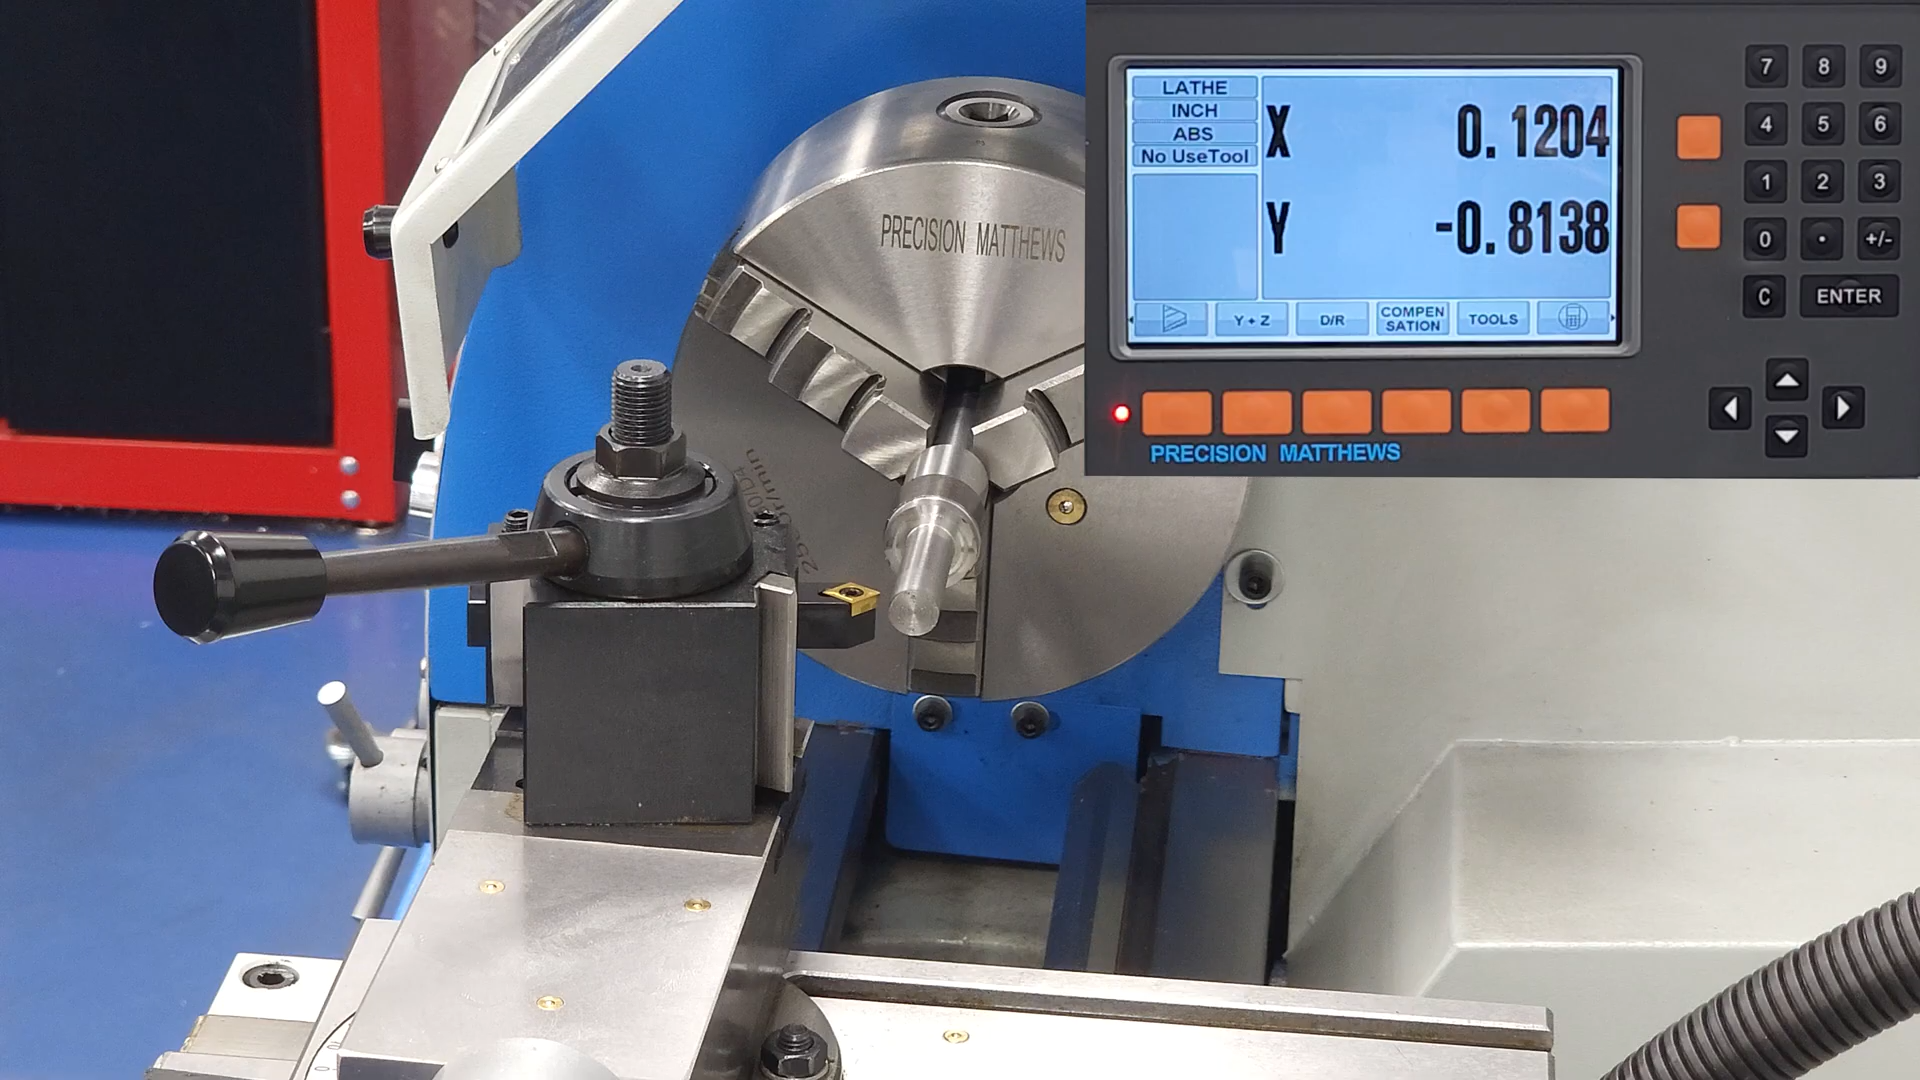 PRECISION MATTHEWS
LATHE
INCH
ABS
No UseTool
X 0.1204
Y -0.8138
Y + Z
D/R
COMPEN
SATION
TOOLS
7 8 9
4 5 6
1 2 3
0 . +/-
C ENTER
PRECISION MATTHEWS